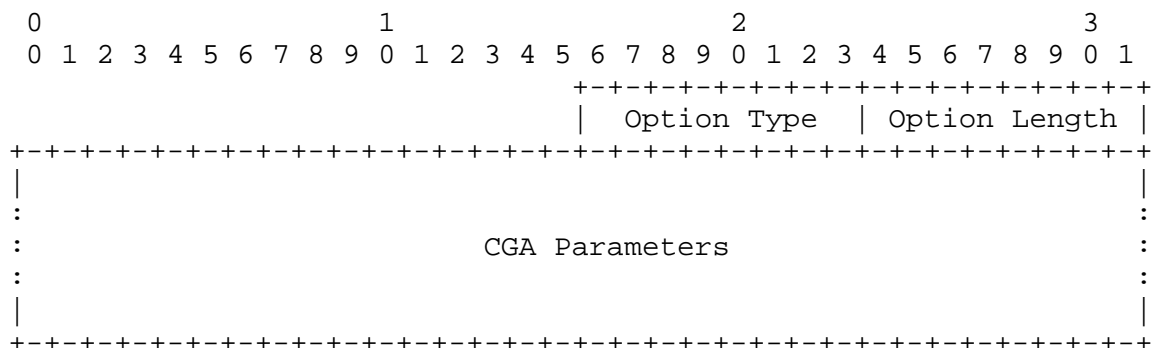 0                   1                   2                   3
 0 1 2 3 4 5 6 7 8 9 0 1 2 3 4 5 6 7 8 9 0 1 2 3 4 5 6 7 8 9 0 1
                                +-+-+-+-+-+-+-+-+-+-+-+-+-+-+-+-+
                                |  Option Type  | Option Length |
+-+-+-+-+-+-+-+-+-+-+-+-+-+-+-+-+-+-+-+-+-+-+-+-+-+-+-+-+-+-+-+-+
|                                                               |
:                                                               :
:                          CGA Parameters                       :
:                                                               :
|                                                               |
+-+-+-+-+-+-+-+-+-+-+-+-+-+-+-+-+-+-+-+-+-+-+-+-+-+-+-+-+-+-+-+-+